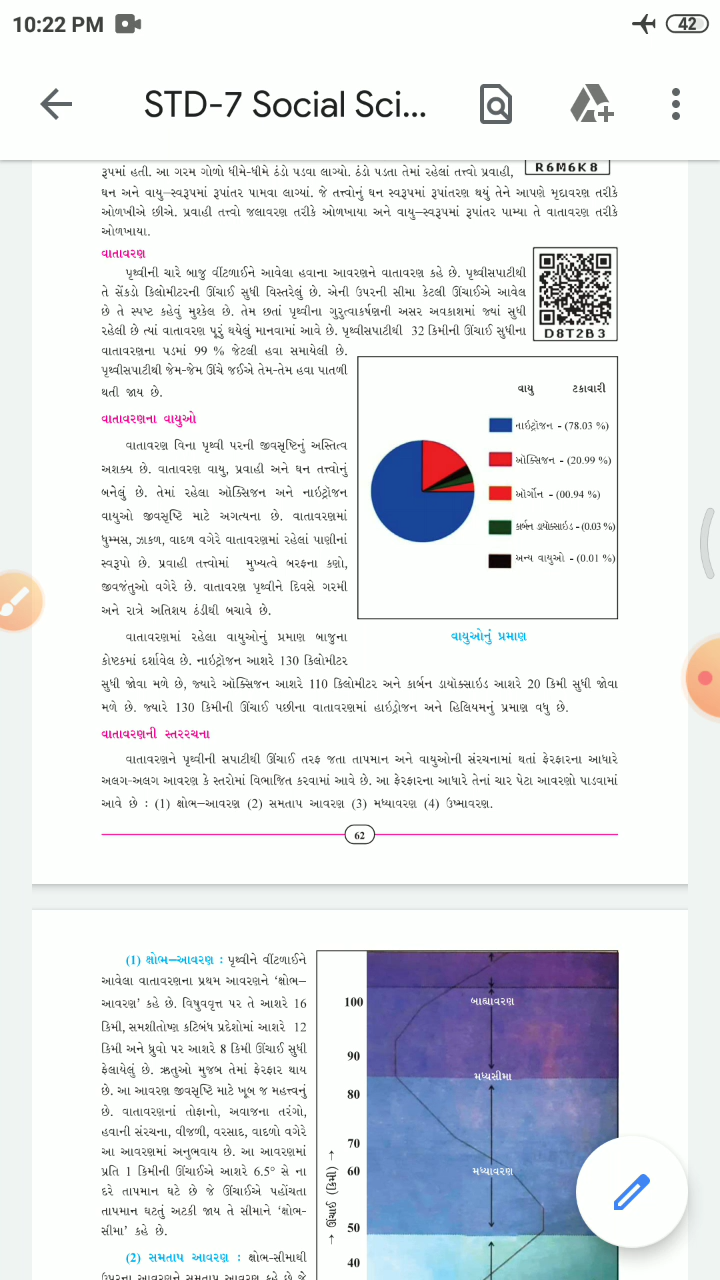 10:22 PM
42
STD-7 Social Sci...
રૂપમાં હતી. આ ગરમ ગોળો ધીમે-ધીમે ઠંડો પડવા લાગ્યો. ઠંડો પડતા તેમાં રહેલાં તત્ત્વો પ્રવાહી,
R6M6K8
ઘન અને વાયુ-સ્વરૂપમાં રૂપાંતર પામવા લાગ્યાં. જે તત્ત્વોનું ઘન સ્વરૂપમાં રૂપાંતરણ થયું તેને આપણે મૃદાવરણ તરીકે
ઓળખીએ છીએ. પ્રવાહી તત્ત્વો જલાવરણ તરીકે ઓળખાયા અને વાયુ-સ્વરૂપમાં રૂપાંતર પામ્યા તે વાતાવરણ તરીકે
ઓળખાયા.
વાતાવરણ
પૃથ્વીની ચારે બાજુ વીંટળાઈને આવેલા હવાના આવરણને વાતાવરણ કહે છે. પૃથ્વીસપાટીથી
તે સેંકડો કિલોમીટરની ઊંચાઈ સુધી વિસ્તરેલું છે. એની ઉપરની સીમા કેટલી ઊંચાઈએ આવેલ
છે તે સ્પષ્ટ કહેવું મુશ્કેલ છે. તેમ છતાં પૃથ્વીના ગુરુત્વાકર્ષણની અસર અવકાશમાં જ્યાં સુધી
રહેલી છે ત્યાં વાતાવરણ પૂરું થયેલું માનવામાં આવે છે. પૃથ્વીસપાટીથી 32 કિમીની ઊંચાઈ સુધીના
D8T2B3
વાતાવરણના પડમાં 99 % જેટલી હવા સમાયેલી છે.
પૃથ્વીસપાટીથી જેમ-જેમ ઊંચે જઈએ તેમ-તેમ હવા પાતળી
થતી જાય છે.
વાતાવરણના વાયુઓ
વાતાવરણ વિના પૃથ્વી પરની જીવસૃષ્ટિનું અસ્તિત્વ
અશક્ય છે. વાતાવરણ વાયુ, પ્રવાહી અને ઘન તત્ત્વોનું
બનેલું છે. તેમાં રહેલા ઑક્સિજન અને નાઇટ્રૉજન
વાયુઓ જીવસૃષ્ટિ માટે અગત્યના છે. વાતાવરણમાં
ધુમ્મસ, ઝાકળ, વાદળ વગેરે વાતાવરણમાં રહેલાં પાણીનાં
સ્વરૂપો છે. પ્રવાહી તત્ત્વોમાં મુખ્યત્વે બરફના કણો,
જીવજંતુઓ વગેરે છે. વાતાવરણ પૃથ્વીને દિવસે ગરમી
અને રાત્રે અતિશય ઠંડીથી બચાવે છે.
વાયુ ટકાવારી
નાઇટ્રૉજન - (78.03 %)
ઑક્સિજન - (20.99 %)
ઓર્ગોન - (00.94 %)
કાર્બન ડાયૉક્સાઇડ - (0.03 %)
અન્ય વાયુઓ - (0.01 %)
વાયુઓનું પ્રમાણ
વાતાવરણમાં રહેલા વાયુઓનું પ્રમાણ બાજુના
કોષ્ટકમાં દર્શાવેલ છે. નાઇટ્રૉજન આશરે 130 કિલોમીટર
સુધી જોવા મળે છે, જ્યારે ઑક્સિજન આશરે 110 કિલોમીટર અને કાર્બન ડાયૉક્સાઇડ આશરે 20 કિમી સુધી જોવા
મળે છે. જ્યારે 130 કિમીની ઊંચાઈ પછીના વાતાવરણમાં હાઇડ્રોજન અને હિલિયમનું પ્રમાણ વધુ છે.
વાતાવરણની સ્તરરચના
વાતાવરણને પૃથ્વીની સપાટીથી ઊંચાઈ તરફ જતા તાપમાન અને વાયુઓની સંરચનામાં થતાં ફેરફારના આધારે
અલગ-અલગ આવરણ કે સ્તરોમાં વિભાજિત કરવામાં આવે છે. આ ફેરફારના આધારે તેનાં ચાર પેટા આવરણો પાડવામાં
આવે છે : (1) ક્ષોભ-આવરણ (2) સમતાપ આવરણ (3) મધ્યાવરણ (4) ઉષ્માવરણ.
62
(1) ક્ષોભ-આવરણ : પૃથ્વીને વીંટળાઈને
આવેલા વાતાવરણના પ્રથમ આવરણને 'ક્ષોભ-
આવરણ' કહે છે. વિષુવવૃત્ત પર તે આશરે 16
કિમી, સમશીતોષ્ણ કટિબંધ પ્રદેશોમાં આશરે 12
કિમી અને ધ્રુવો પર આશરે 8 કિમી ઊંચાઈ સુધી
ફેલાયેલું છે. ઋતુઓ મુજબ તેમાં ફેરફાર થાય
છે. આ આવરણ જીવસૃષ્ટિ માટે ખૂબ જ મહત્ત્વનું
છે. વાતાવરણનાં તોફાનો, અવાજના તરંગો,
હવાની સંરચના, વીજળી, વરસાદ, વાદળો વગેરે
આ આવરણમાં અનુભવાય છે. આ આવરણમાં
પ્રતિ 1 કિમીની ઊંચાઈએ આશરે 6.5° સે ના
દરે તાપમાન ઘટે છે જે ઊંચાઈએ પહોંચતા
તાપમાન ઘટતું અટકી જાય તે સીમાને 'ક્ષોભ-
સીમા' કહે છે.
(2) સમતાપ આવરણ : ક્ષોભ-સીમાથી
ઉપરના આવરણને સમતાપ આવરણ કહે છે જે
100
બાહ્યાવરણ
90
મધ્યસીમા
80
70
60
મધ્યાવરણ
50
40
→ ઊંચાઈ (કિમી) →